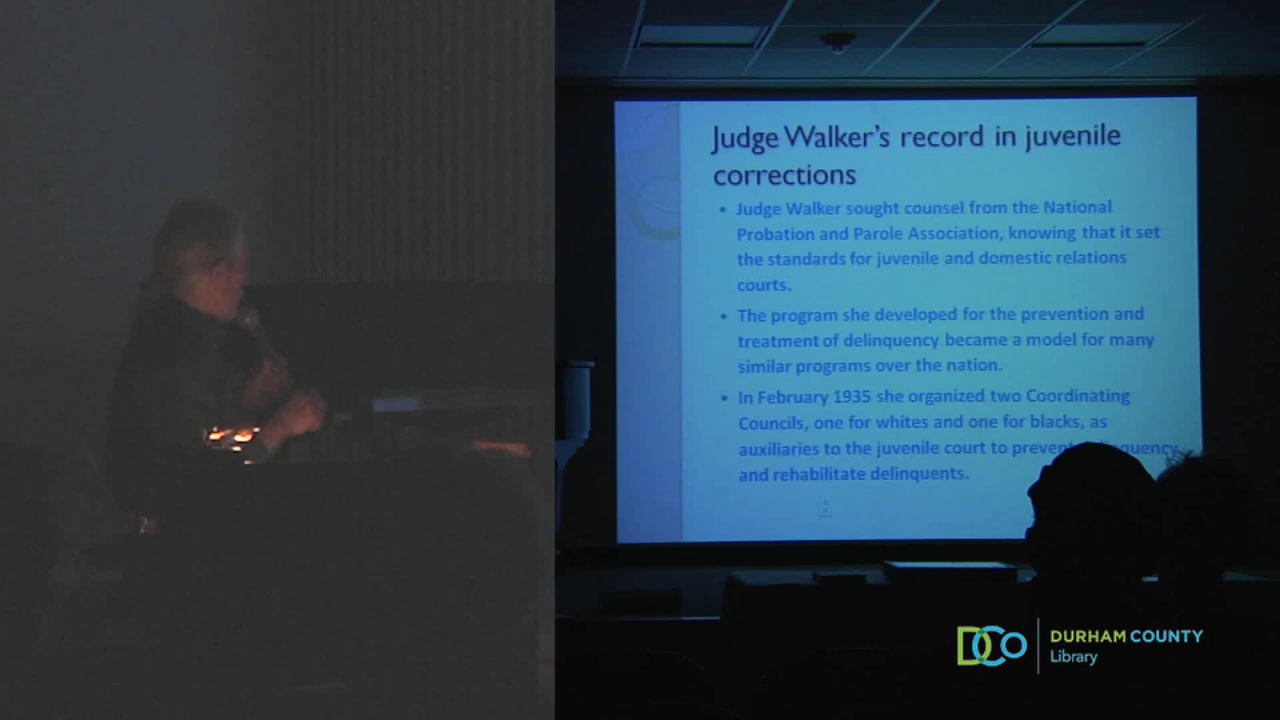 Judge Walker's record in juvenile
corrections
• Judge Walker sought counsel from the National
Probation and Parole Association, knowing that it set
the standards for juvenile and domestic relations
courts.
• The program she developed for the prevention and
treatment of delinquency became a model for many
similar programs over the nation.
• In February 1935 she organized two Coordinating
Councils, one for whites and one for blacks, as
auxiliaries to the juvenile court to prevent delinquency
and rehabilitate delinquents.
DCo
DURHAM COUNTY
Library